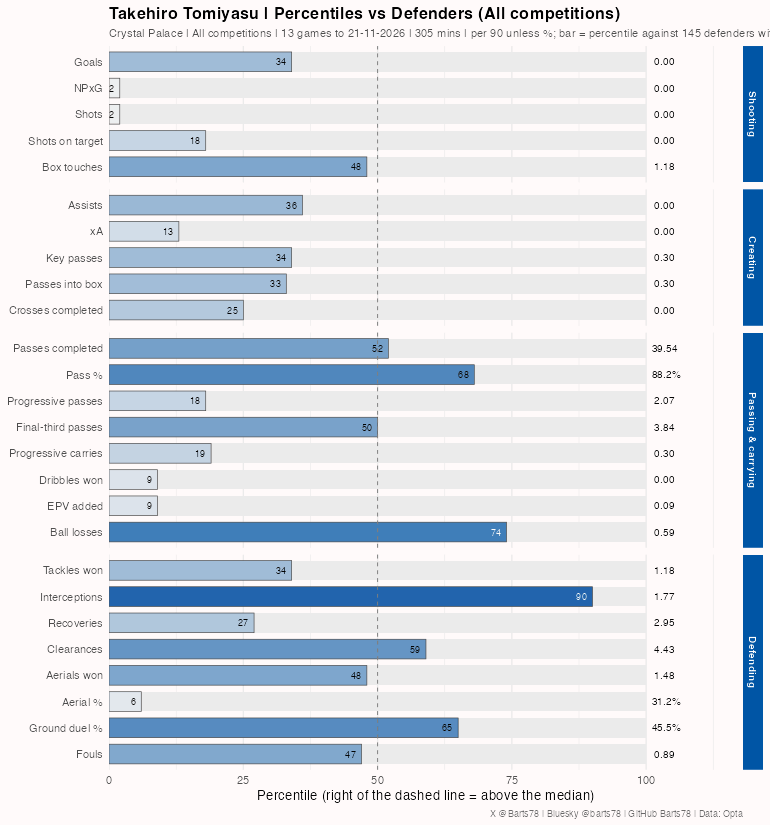 Takehiro Tomiyasu | Percentiles vs Defenders (All competitions)
Crystal Palace | All competitions | 13 games to 21-11-2026 | 305 mins | per 90 unless %; bar = percentile against 145 defenders wi
Goals 34 0.00
NPxG 2 0.00
Shots 2 0.00
Shots on target 18 0.00
Box touches 48 1.18
Shooting
Assists 36 0.00
xA 13 0.00
Key passes 34 0.30
Passes into box 33 0.30
Crosses completed 25 0.00
Creating
Passes completed 52 39.54
Pass % 68 88.2%
Progressive passes 18 2.07
Final-third passes 50 3.84
Progressive carries 19 0.30
Dribbles won 9 0.00
EPV added 9 0.09
Ball losses 74 0.59
Passing & carrying
Tackles won 34 1.18
Interceptions 90 1.77
Recoveries 27 2.95
Clearances 59 4.43
Aerials won 48 1.48
Aerial % 6 31.2%
Ground duel % 65 45.5%
Fouls 47 0.89
Defending
0 25 50 75 100
Percentile (right of the dashed line = above the median)
X @Barts78 | Bluesky @barts78 | GitHub Barts78 | Data: Opta